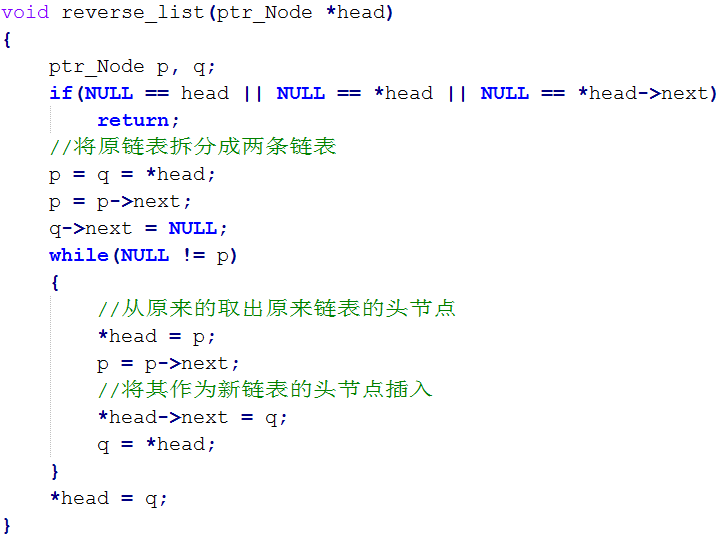 void reverse_list(ptr_Node *head)
{
    ptr_Node p, q;
    if(NULL == head || NULL == *head || NULL == *head->next)
        return;
    //将原链表拆分成两条链表
    p = q = *head;
    p = p->next;
    q->next = NULL;
    while(NULL != p)
    {
        //从原来的取出原来链表的头节点
        *head = p;
        p = p->next;
        //将其作为新链表的头节点插入
        *head->next = q;
        q = *head;
    }
    *head = q;
}